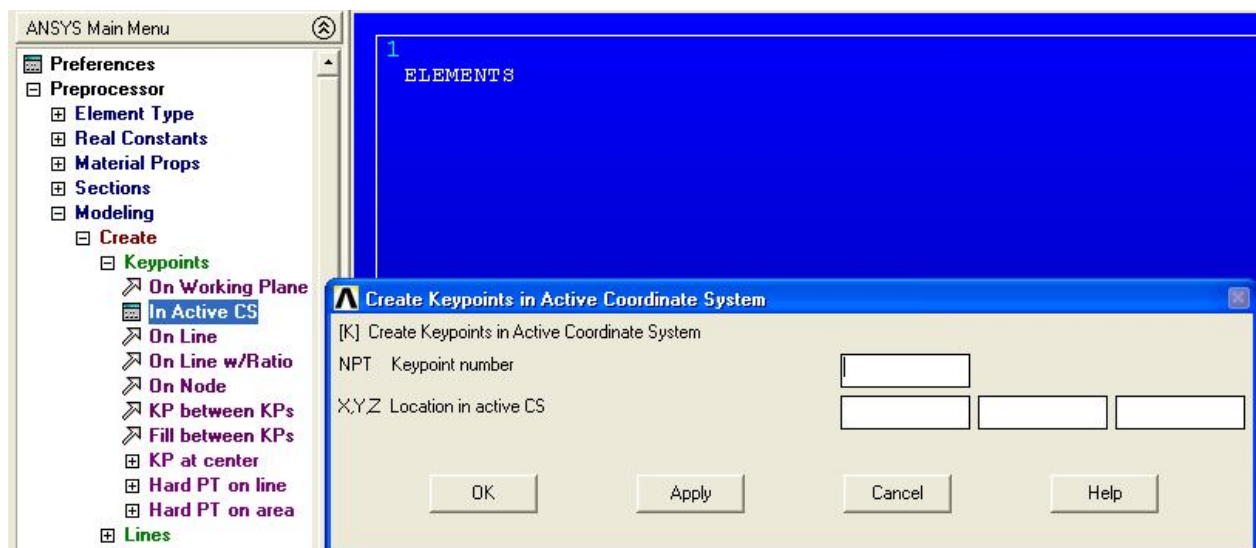 ANSYS Main Menu
Preferences
Preprocessor
Element Type
Real Constants
Material Props
Sections
Modeling
Create
Keypoints
On Working Plane
In Active CS
On Line
On Line w/Ratio
On Node
KP between KPs
Fill between KPs
KP at center
Hard PT on line
Hard PT on area
Lines
1
ELEMENTS
Create Keypoints in Active Coordinate System
[K] Create Keypoints in Active Coordinate System
NPT Keypoint number
X,Y,Z Location in active CS
OK Apply Cancel Help